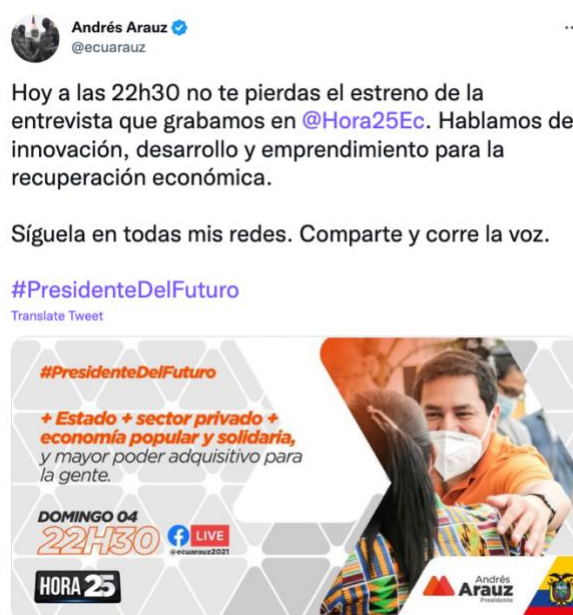 Andrés Arauz
@ecuarauz
Hoy a las 22h30 no te pierdas el estreno de la
entrevista que grabamos en @Hora25Ec. Hablamos de
innovación, desarrollo y emprendimiento para la
recuperación económica.
Síguela en todas mis redes. Comparte y corre la voz.
#PresidenteDelFuturo
Translate Tweet
#PresidenteDelFuturo
+ Estado + sector privado +
economía popular y solidaria,
y mayor poder adquisitivo para
la gente.
DOMINGO 04
22H30
LIVE
@ecuarauz2021
HORA 25
Andrés
Arauz
Presidente